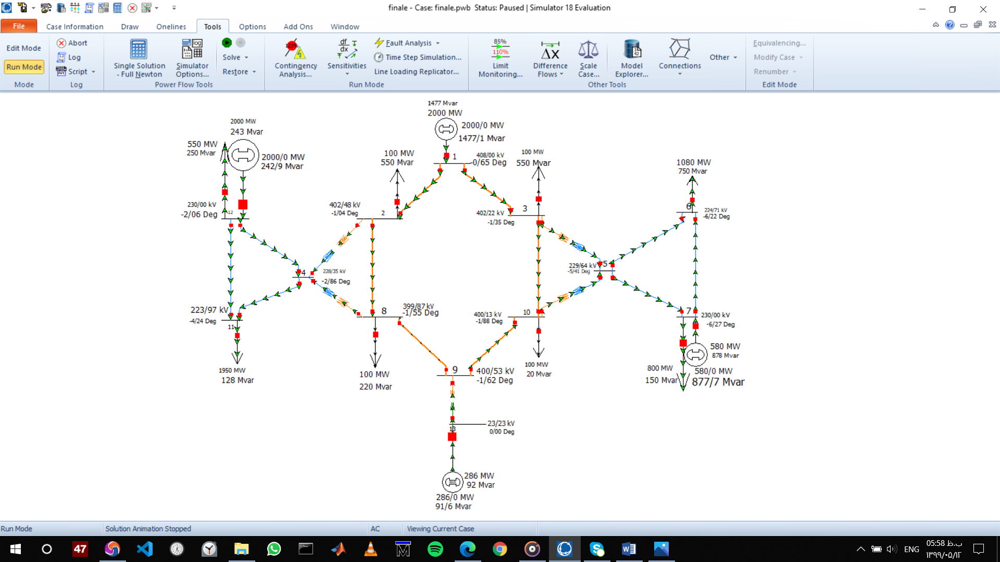 finale - Case: finale.pwb  Status: Paused | Simulator 18 Evaluation
File
Case Information
Draw
Onelines
Tools
Options
Add Ons
Window
Edit Mode
Run Mode
Mode
Abort
Log
Script
Log
Single Solution
- Full Newton
Simulator
Options...
Solve
Restore
Power Flow Tools
Contingency
Analysis...
Sensitivities
Fault Analysis
Time Step Simulation...
Line Loading Replicator...
Run Mode
85%
110%
Limit
Monitoring...
Difference
Flows
Scale
Case...
Model
Explorer...
Connections
Other
Other Tools
Equivalencing...
Modify Case
Renumber
Edit Mode
1477 Mvar
2000 MW
2000/0 MW
1477/1 Mvar
1
408/00 kV
-0/65 Deg
2000 MW
243 Mvar
550 MW
250 Mvar
2000/0 MW
242/9 Mvar
100 MW
550 Mvar
100 MW
550 Mvar
1080 MW
750 Mvar
230/00 kV
-2/06 Deg
12
402/48 kV
-1/04 Deg
2
402/22 kV
-1/35 Deg
3
6
224/71 kV
-6/22 Deg
4
228/35 kV
-2/86 Deg
229/64 kV
-5/41 Deg
5
223/97 kV
-4/24 Deg
11
8
399/87 kV
-1/55 Deg
400/13 kV
-1/88 Deg
10
7
230/00 kV
-6/27 Deg
1950 MW
128 Mvar
100 MW
220 Mvar
9
400/53 kV
-1/62 Deg
100 MW
20 Mvar
800 MW
150 Mvar
580 MW
878 Mvar
580/0 MW
877/7 Mvar
13
23/23 kV
0/00 Deg
286 MW
92 Mvar
286/0 MW
91/6 Mvar
Run Mode
Solution Animation Stopped
AC
Viewing Current Case
47
ENG
05:58 ب.ظ
۱۳۹۹/۰۵/۱۲